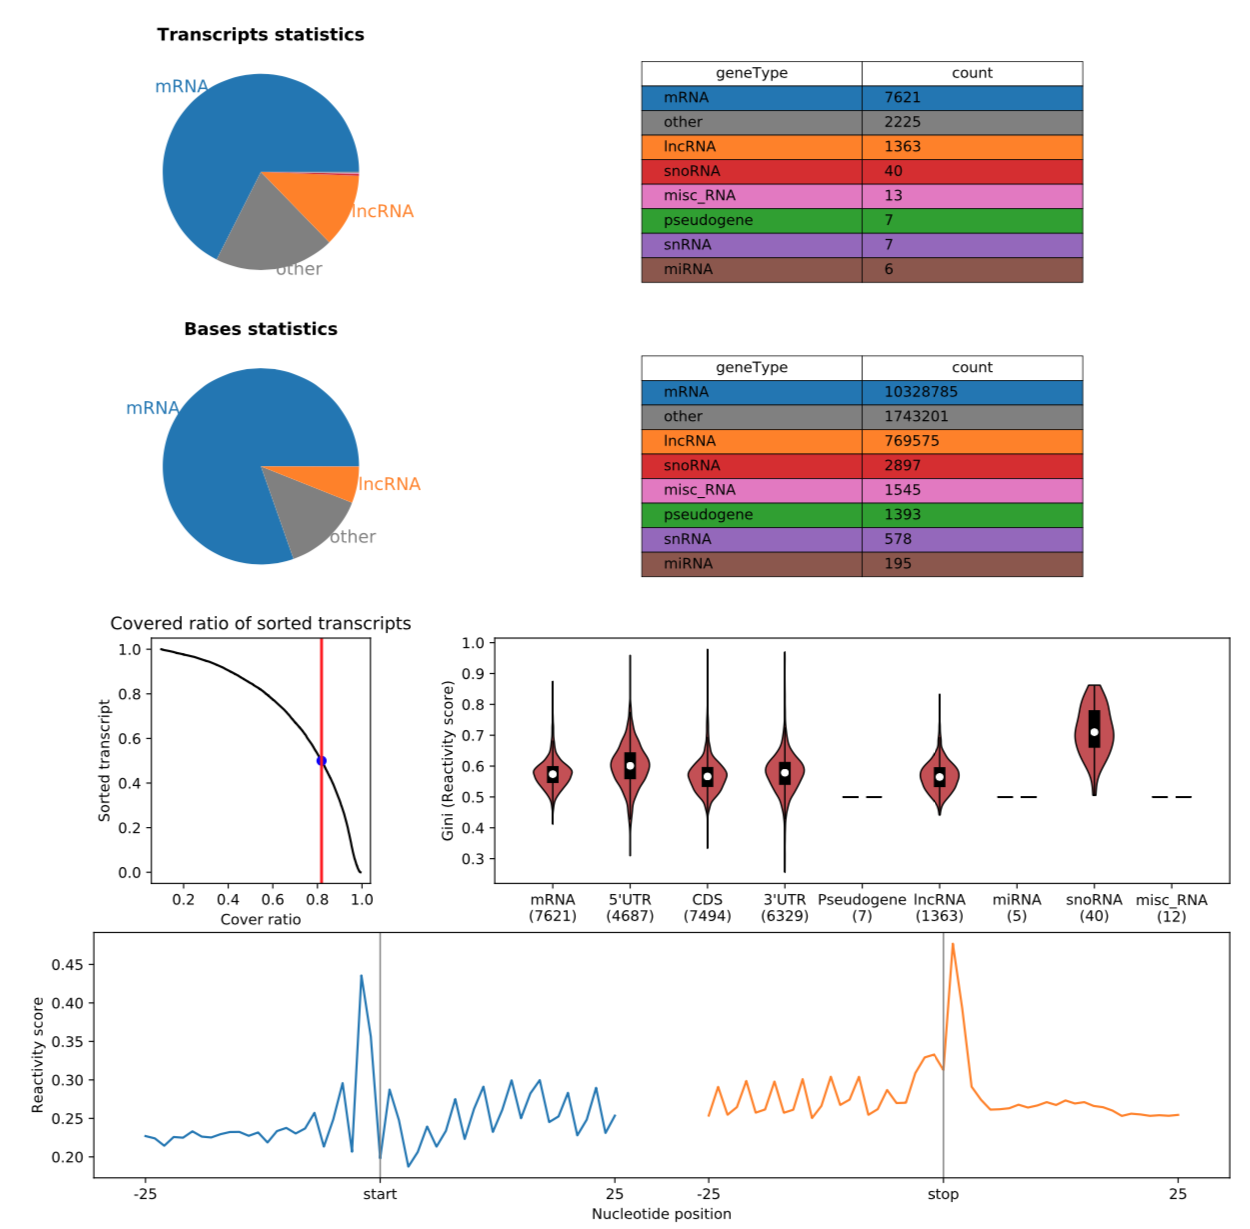 Transcripts statistics
mRNA
lncRNA
other
geneType count
mRNA 7621
other 2225
lncRNA 1363
snoRNA 40
misc_RNA 13
pseudogene 7
snRNA 7
miRNA 6
Bases statistics
mRNA
lncRNA
other
geneType count
mRNA 10328785
other 1743201
lncRNA 769575
snoRNA 2897
misc_RNA 1545
pseudogene 1393
snRNA 578
miRNA 195
Covered ratio of sorted transcripts
Sorted transcript
1.0
0.8
0.6
0.4
0.2
0.0
0.2 0.4 0.6 0.8 1.0
Cover ratio
Gini (Reactivity score)
1.0
0.9
0.8
0.7
0.6
0.5
0.4
0.3
mRNA 5'UTR CDS 3'UTR Pseudogene lncRNA miRNA snoRNA misc_RNA
(7621) (4687) (7494) (6329) (7) (1363) (5) (40) (12)
Reactivity score
0.45
0.40
0.35
0.30
0.25
0.20
-25 start 25 -25 stop 25
Nucleotide position